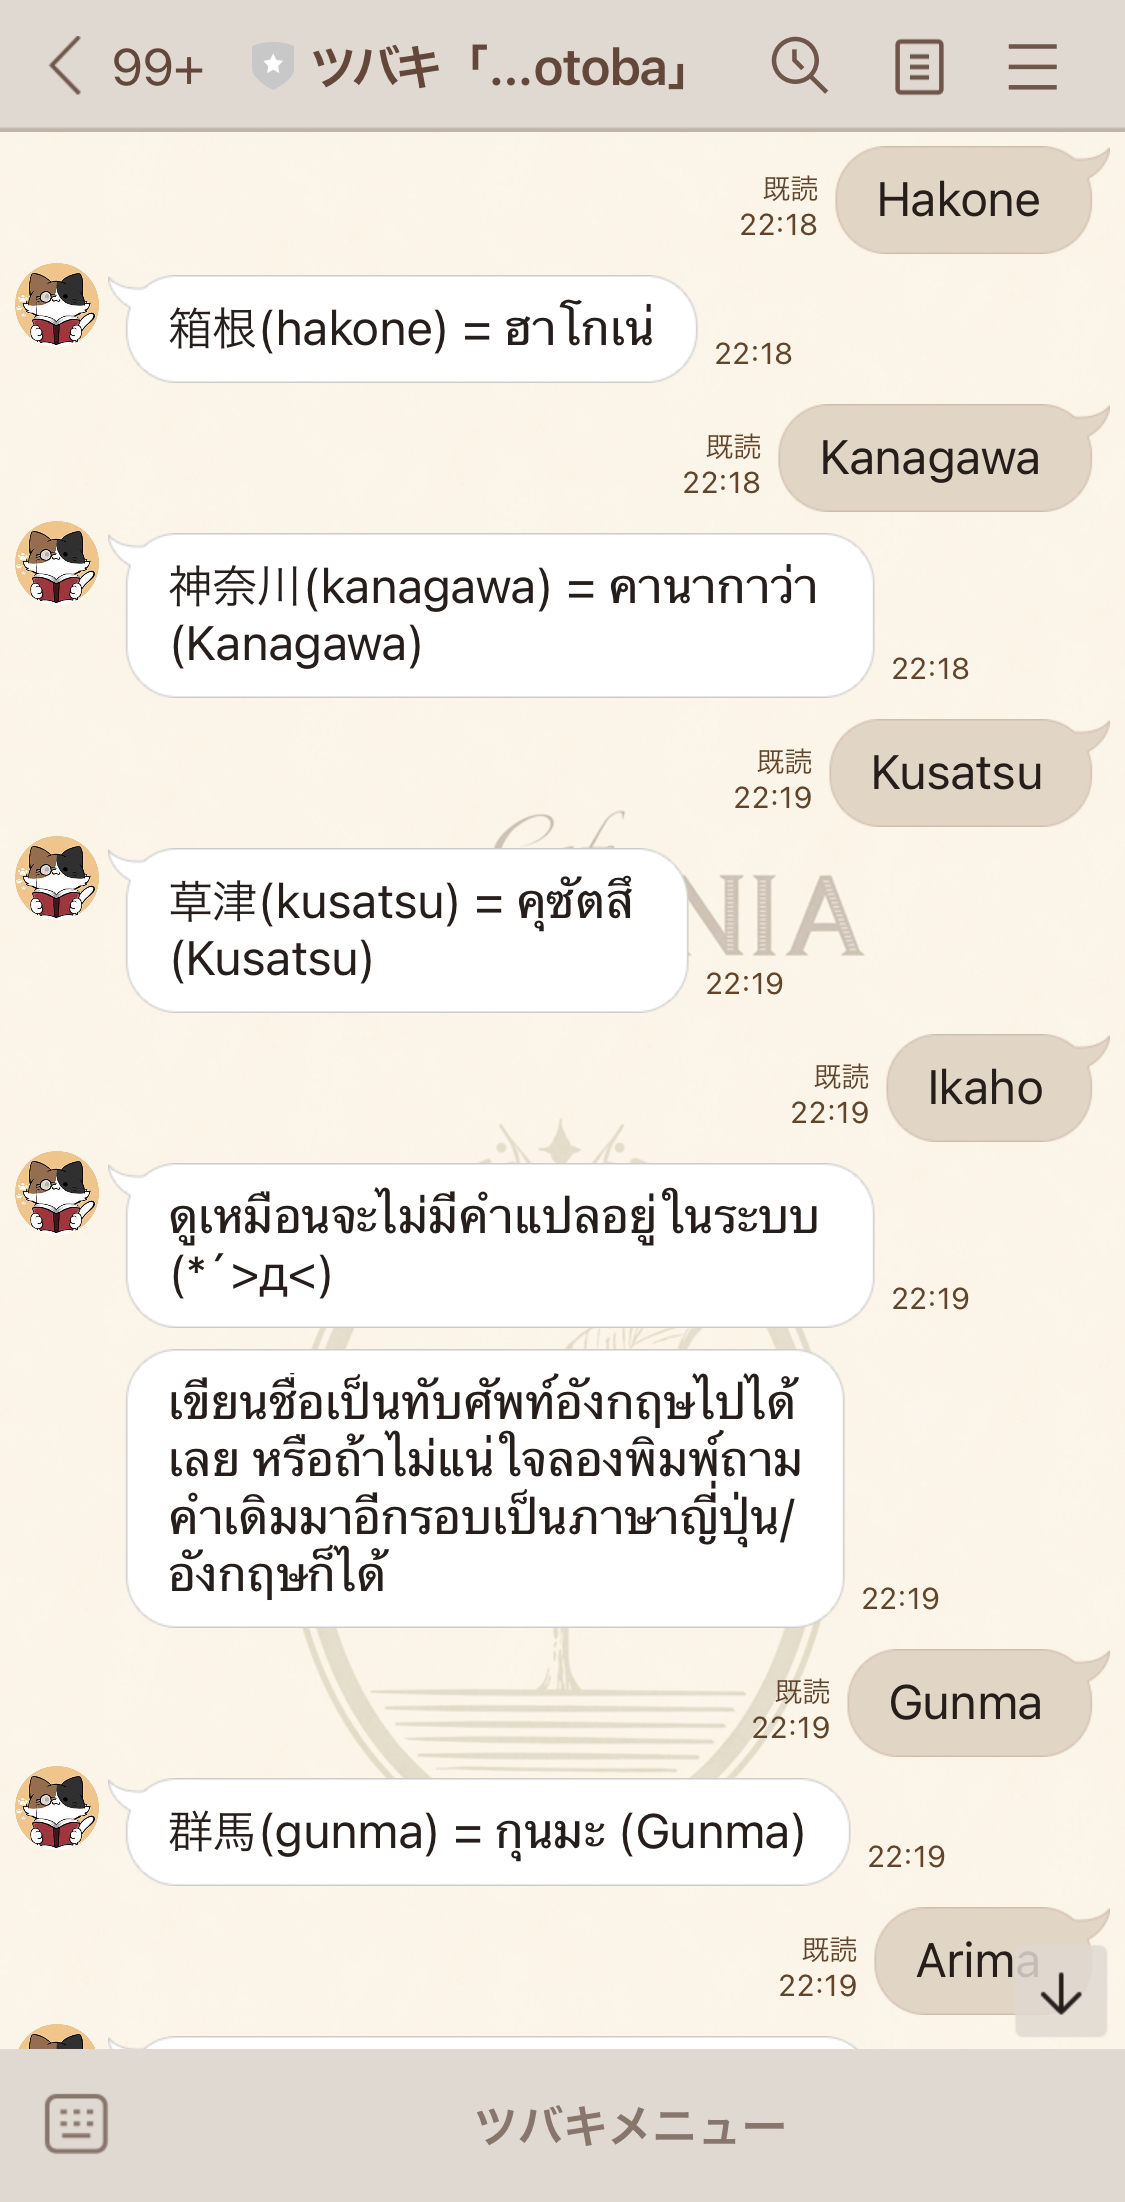 99+
ツバキ「...otoba」
Hakone
既読
22:18
箱根(hakone) = ฮาโกเน่
22:18
Kanagawa
既読
22:18
神奈川(kanagawa) = คานากาว่า
(Kanagawa)
22:18
Kusatsu
既読
22:19
草津(kusatsu) = คุซัตสึ
(Kusatsu)
22:19
Ikaho
既読
22:19
ดูเหมือนจะไม่มีคำแปลอยู่ในระบบ
(*´>д<)
22:19
เขียนชื่อเป็นทับศัพท์อังกฤษไปได้
เลย หรือถ้าไม่แน่ใจลองพิมพ์ถาม
คำเดิมมาอีกรอบเป็นภาษาญี่ปุ่น/
อังกฤษก็ได้
22:19
Gunma
既読
22:19
群馬(gunma) = กุนมะ (Gunma)
22:19
Arima
既読
22:19
ツバキメニュー